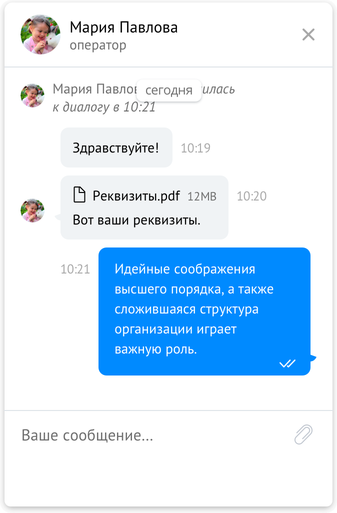 Мария Павлова
оператор
Мария сегодня илась
к диалогу в 10:21
Здравствуйте! 10:19
Реквизиты.pdf 12MB 10:20
Вот ваши реквизиты.
10:21 Идейные соображения
высшего порядка, а также
сложившаяся структура
организации играет
важную роль.
Ваше сообщение...